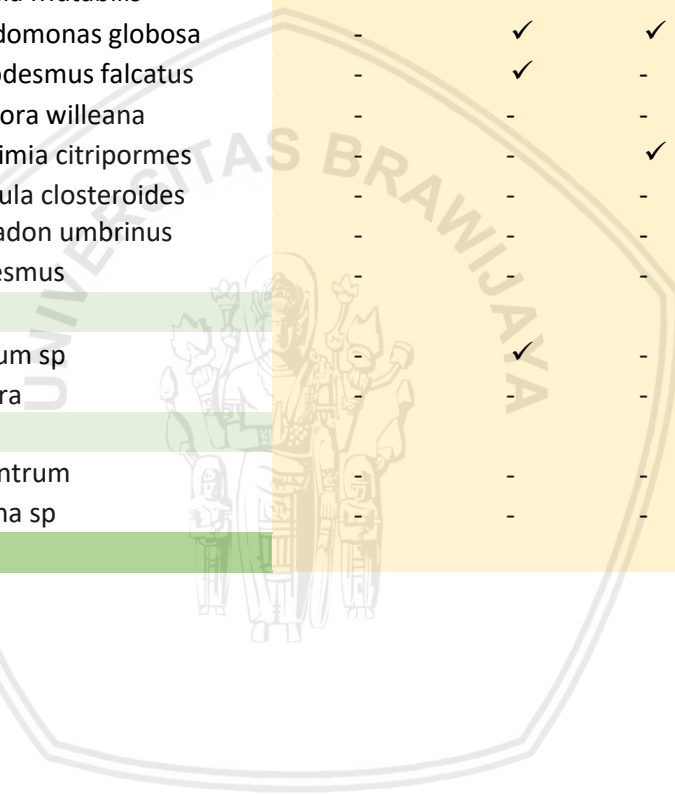 domonas globosa - ✓ ✓
odesmus falcatus - ✓ -
ora willeana - - -
imia citripormes - - ✓
ula closteroides - - -
adon umbrinus - - -
esmus - - -
um sp - ✓ -
ra - - -
ntrum - - -
na sp - - -
UNIVERSITAS BRAWIJAYA